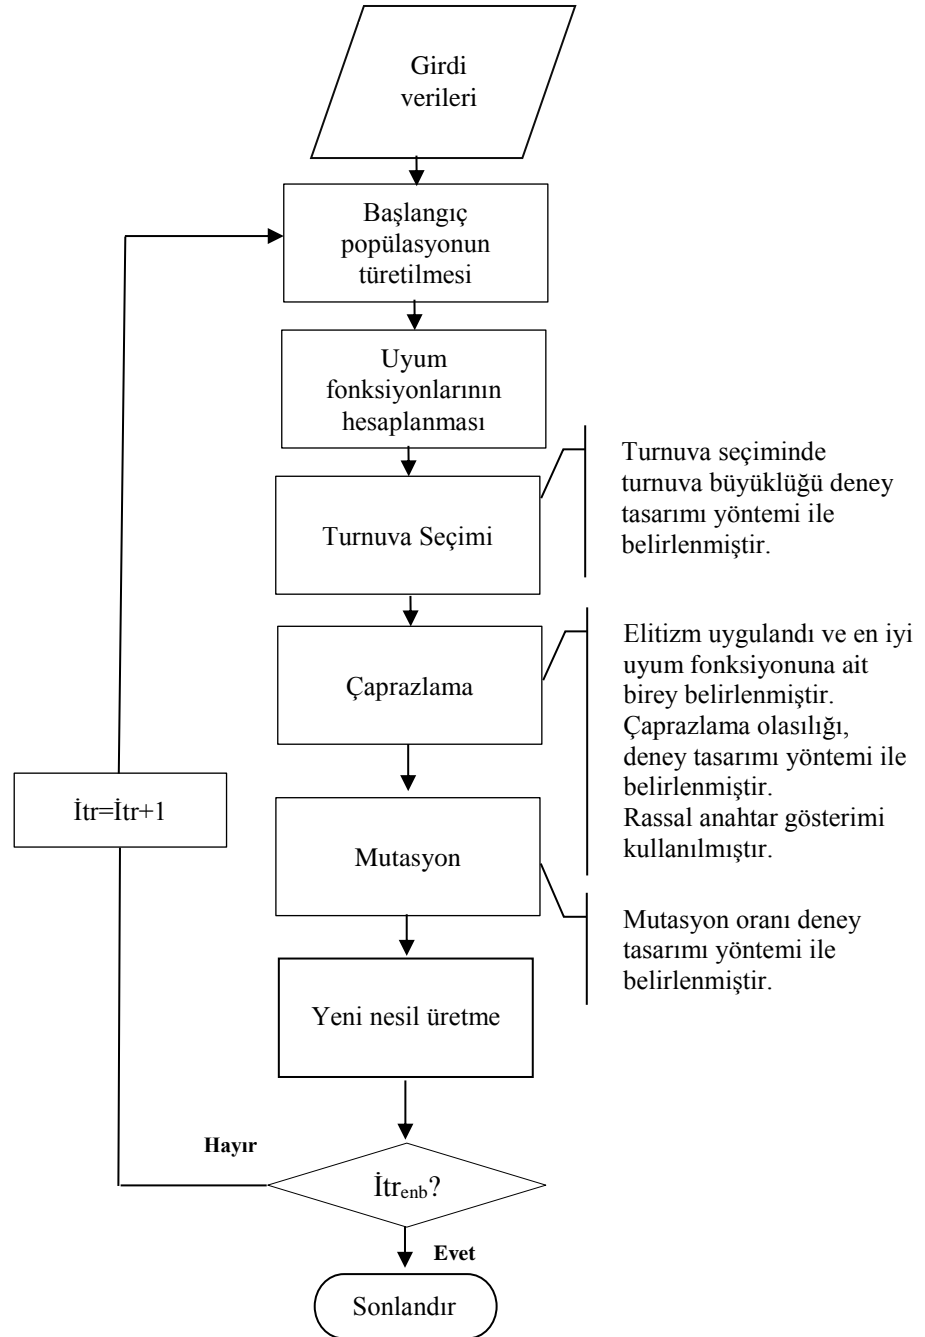 Girdi
verileri
Başlangıç
popülasyonun
türetilmesi
Uyum
fonksiyonlarının
hesaplanması
Turnuva Seçimi
Turnuva seçiminde
turnuva büyüklüğü deney
tasarımı yöntemi ile
belirlenmiştir.
Çaprazlama
Elitizm uygulandı ve en iyi
uyum fonksiyonuna ait
birey belirlenmiştir.
Çaprazlama olasılığı,
deney tasarımı yöntemi ile
belirlenmiştir.
Rassal anahtar gösterimi
kullanılmıştır.
İtr=İtr+1
Mutasyon
Mutasyon oranı deney
tasarımı yöntemi ile
belirlenmiştir.
Yeni nesil üretme
Hayır
İtrenb?
Evet
Sonlandır